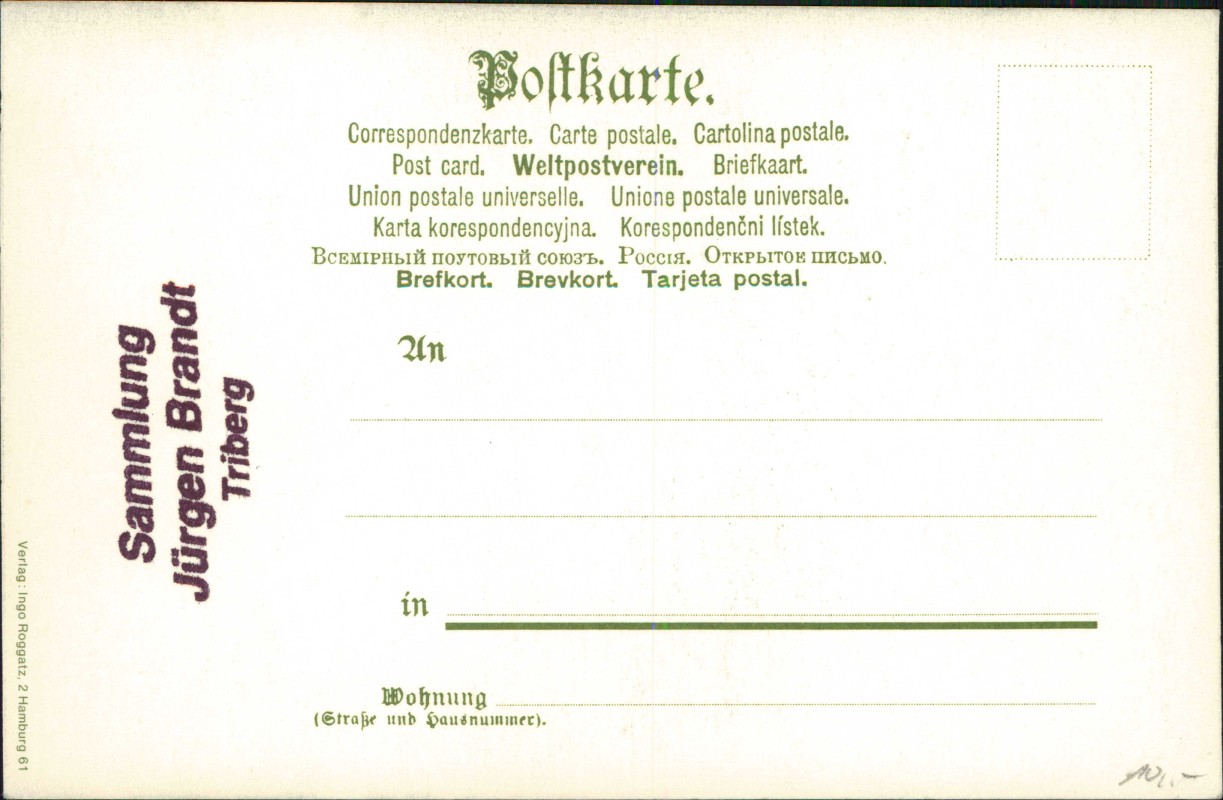 Postkarte.
Correspondenzkarte. Carte postale. Cartolina postale.
Post card. Weltpostverein. Briefkaart.
Union postale universelle. Unione postale universale.
Karta korespondencyjna. Korespondenčni lístek.
Всемірный поутовый союзъ. Россія. Открытоѥ письмо.
Brefkort. Brevkort. Tarjeta postal.
An
in
Wohnung
(Straße und Hausnummer).
Sammlung
Jürgen Brandt
Triberg
Verlag: Ingo Roggatz, 2 Hamburg 61